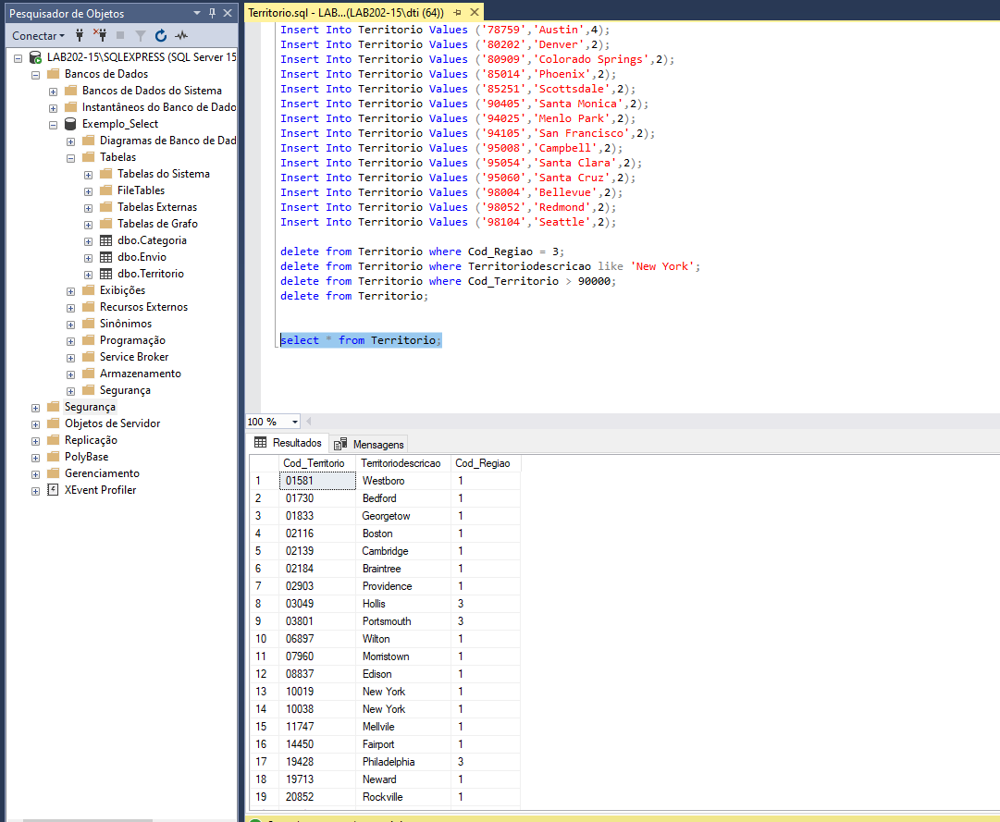 Pesquisador de Objetos
Conectar
LAB202-15\SQLEXPRESS (SQL Server 15
Bancos de Dados
Bancos de Dados do Sistema
Instantâneos do Banco de Dado
Exemplo_Select
Diagramas de Banco de Dad
Tabelas
Tabelas do Sistema
FileTables
Tabelas Externas
Tabelas de Grafo
dbo.Categoria
dbo.Envio
dbo.Territorio
Exibições
Recursos Externos
Sinônimos
Programação
Service Broker
Armazenamento
Segurança
Segurança
Objetos de Servidor
Replicação
PolyBase
Gerenciamento
XEvent Profiler
Territorio.sql - LAB...(LAB202-15\dti (64))
Insert Into Territorio Values ('78759','Austin',4);
Insert Into Territorio Values ('80202','Denver',2);
Insert Into Territorio Values ('80909','Colorado Springs',2);
Insert Into Territorio Values ('85014','Phoenix',2);
Insert Into Territorio Values ('85251','Scottsdale',2);
Insert Into Territorio Values ('90405','Santa Monica',2);
Insert Into Territorio Values ('94025','Menlo Park',2);
Insert Into Territorio Values ('94105','San Francisco',2);
Insert Into Territorio Values ('95008','Campbell',2);
Insert Into Territorio Values ('95054','Santa Clara',2);
Insert Into Territorio Values ('95060','Santa Cruz',2);
Insert Into Territorio Values ('98004','Bellevue',2);
Insert Into Territorio Values ('98052','Redmond',2);
Insert Into Territorio Values ('98104','Seattle',2);
delete from Territorio where Cod_Regiao = 3;
delete from Territorio where Territoriodescricao like 'New York';
delete from Territorio where Cod_Territorio > 90000;
delete from Territorio;
select * from Territorio;
100 %
Resultados Mensagens
Cod_Territorio Territoriodescricao Cod_Regiao
1 01581 Westboro 1
2 01730 Bedford 1
3 01833 Georgetow 1
4 02116 Boston 1
5 02139 Cambridge 1
6 02184 Braintree 1
7 02903 Providence 1
8 03049 Hollis 3
9 03801 Portsmouth 3
10 06897 Wilton 1
11 07960 Morristown 1
12 08837 Edison 1
13 10019 New York 1
14 10038 New York 1
15 11747 Mellvile 1
16 14450 Fairport 1
17 19428 Philadelphia 3
18 19713 Neward 1
19 20852 Rockville 1